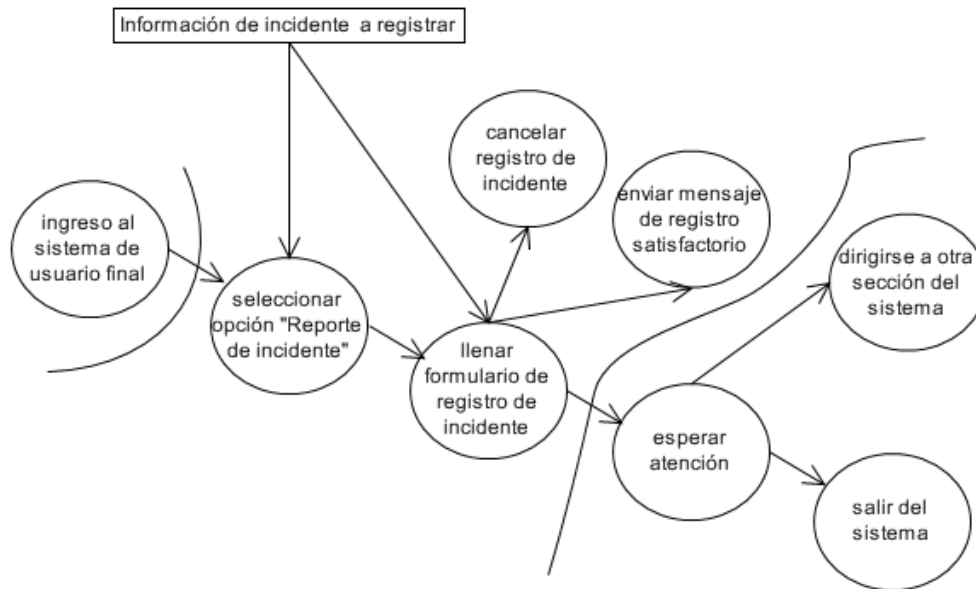 Información de incidente a registrar
cancelar
registro de
incidente
enviar mensaje
de registro
satisfactorio
ingreso al
sistema de
usuario final
dirigirse a otra
sección del
sistema
seleccionar
opción "Reporte
de incidente"
llenar
formulario de
registro de
incidente
esperar
atención
salir del
sistema